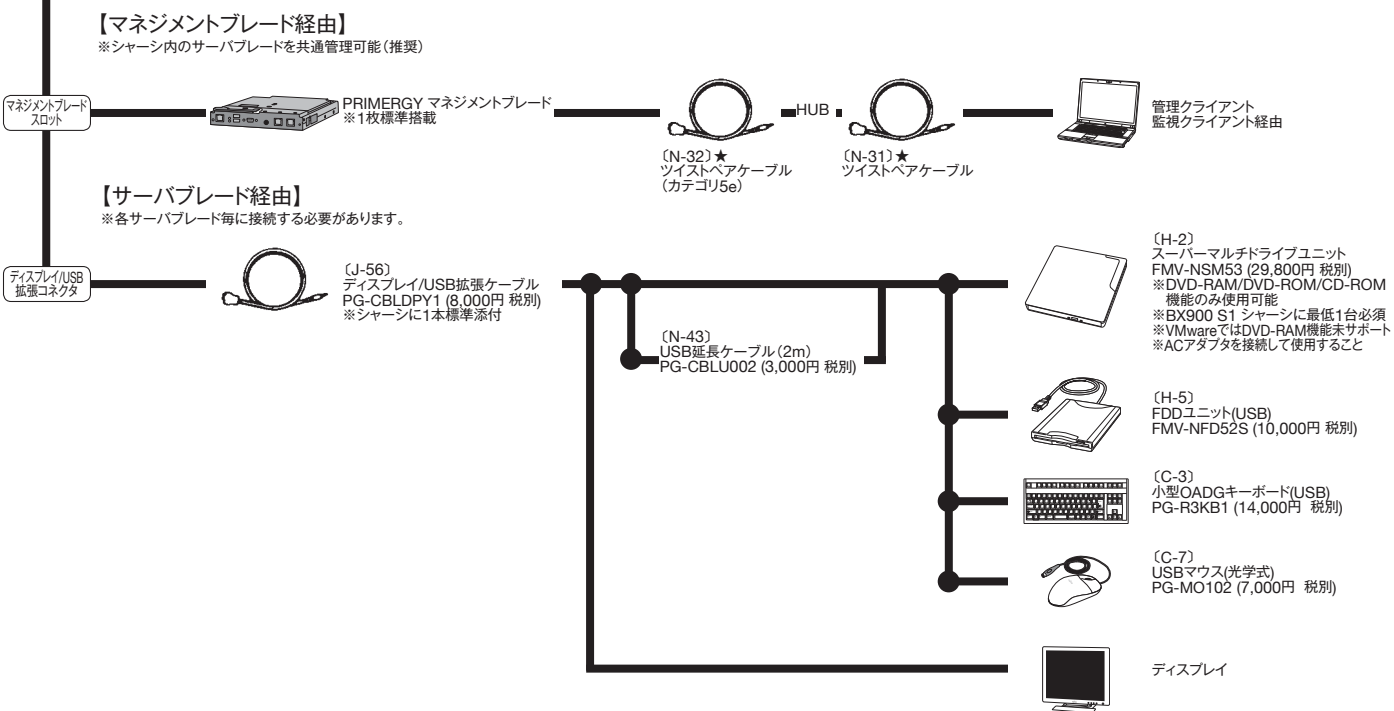 【マネジメントブレード経由】
※シャーシ内のサーバブレードを共通管理可能(推奨)
マネジメントブレード
スロット
PRIMERGY マネジメントブレード
※1枚標準搭載
〔N-32〕★
ツイストペアケーブル
(カテゴリ5e)
HUB
〔N-31〕★
ツイストペアケーブル
管理クライアント
監視クライアント経由
【サーバブレード経由】
※各サーバブレード毎に接続する必要があります。
ディスプレイ/USB
拡張コネクタ
〔J-56〕
ディスプレイ/USB拡張ケーブル
PG-CBLDPY1 (8,000円 税別)
※シャーシに1本標準添付
〔N-43〕
USB延長ケーブル(2m)
PG-CBLU002 (3,000円 税別)
〔H-2〕
スーパーマルチドライブユニット
FMV-NSM53 (29,800円 税別)
※DVD-RAM/DVD-ROM/CD-ROM
機能のみ使用可能
※BX900 S1 シャーシに最低1台必須
※VMwareではDVD-RAM機能未サポート
※ACアダプタを接続して使用すること
〔H-5〕
FDDユニット(USB)
FMV-NFD52S (10,000円 税別)
〔C-3〕
小型OADGキーボード(USB)
PG-R3KB1 (14,000円 税別)
〔C-7〕
USBマウス(光学式)
PG-MO102 (7,000円 税別)
ディスプレイ